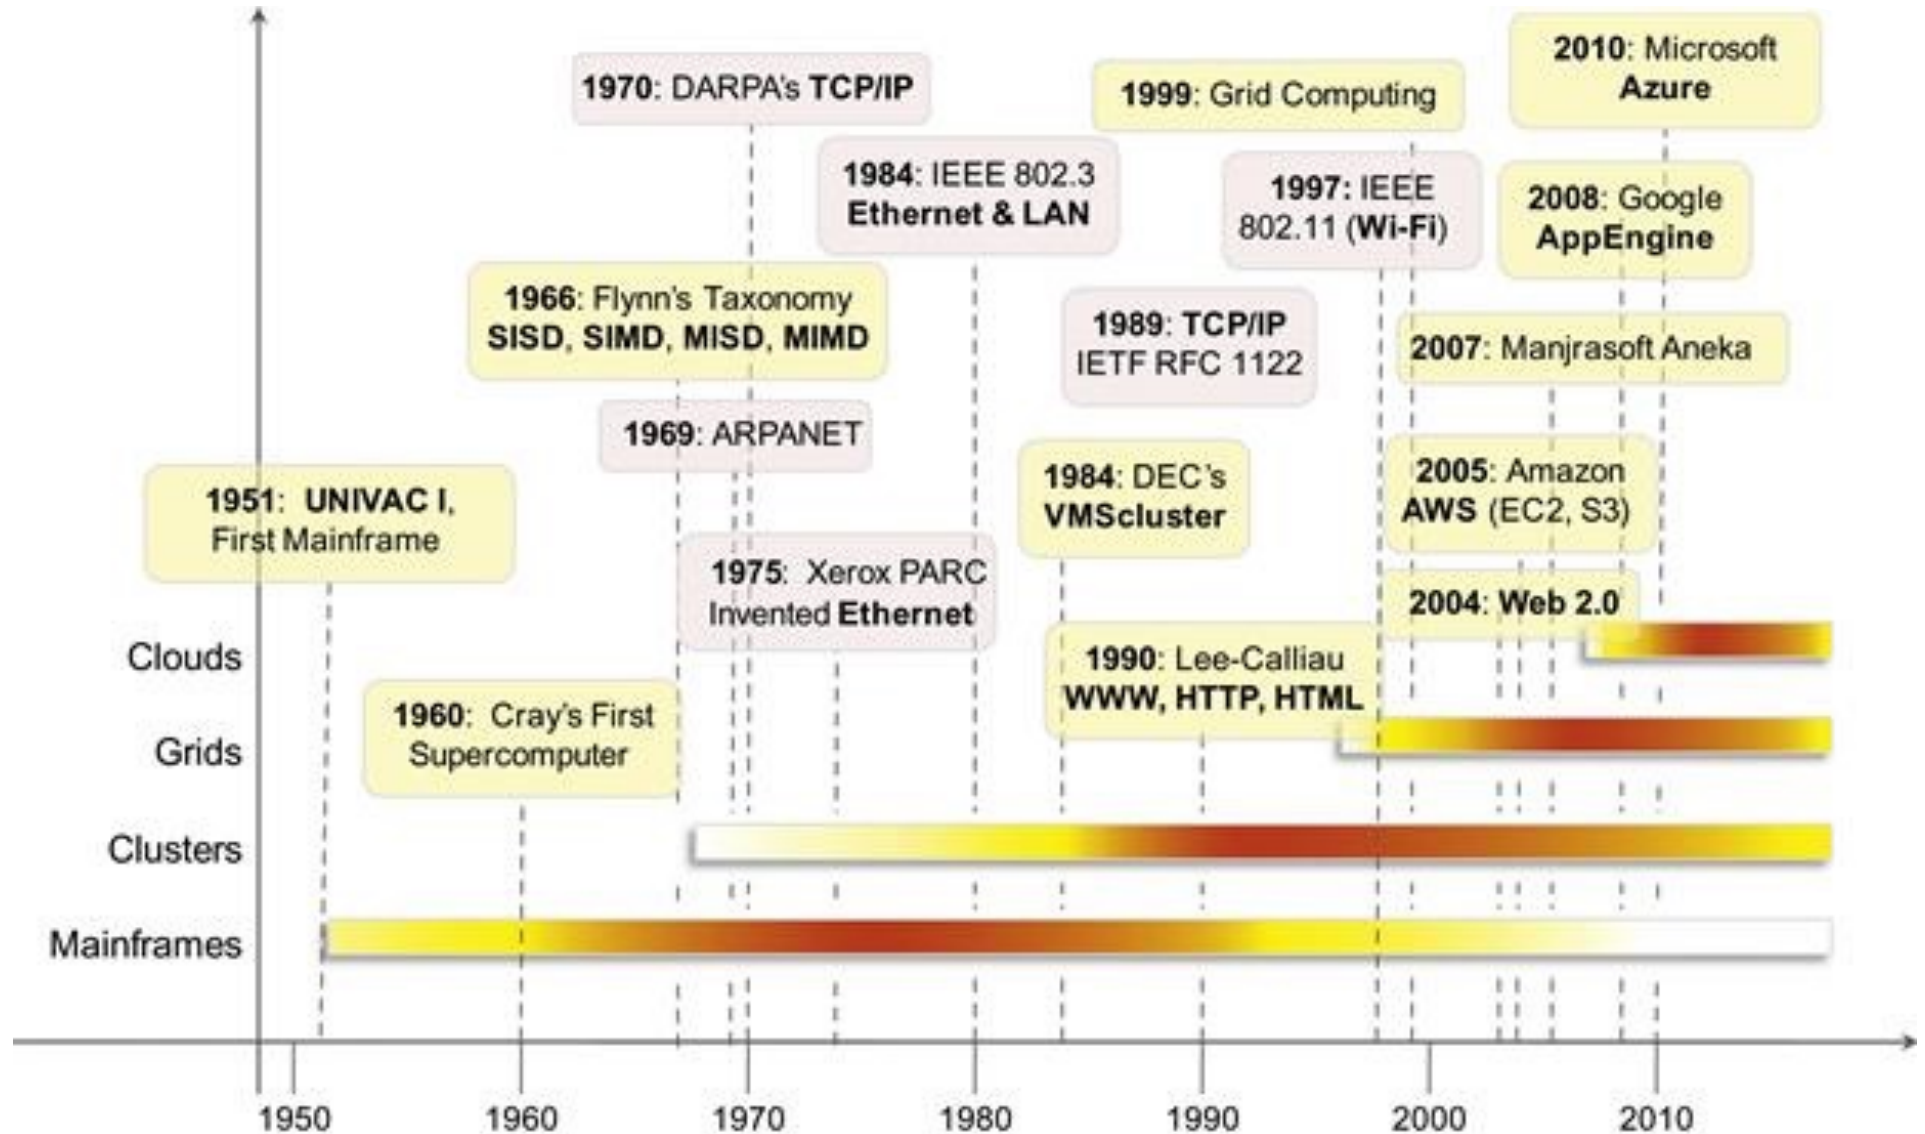 2010: Microsoft
Azure
1970: DARPA's TCP/IP
1999: Grid Computing
1984: IEEE 802.3
Ethernet & LAN
1997: IEEE
802.11 (Wi-Fi)
2008: Google
AppEngine
1966: Flynn's Taxonomy
SISD, SIMD, MISD, MIMD
1989: TCP/IP
IETF RFC 1122
2007: Manjrasoft Aneka
1969: ARPANET
1951: UNIVAC I,
First Mainframe
1984: DEC's
VMScluster
2005: Amazon
AWS (EC2, S3)
1975: Xerox PARC
Invented Ethernet
2004: Web 2.0
1990: Lee-Calliau
WWW, HTTP, HTML
1960: Cray's First
Supercomputer
Clouds
Grids
Clusters
Mainframes
1950 1960 1970 1980 1990 2000 2010